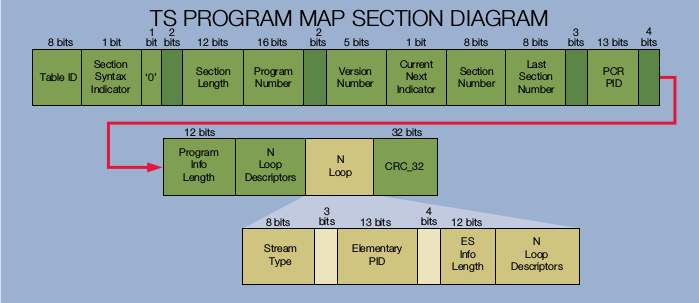 TS PROGRAM MAP SECTION DIAGRAM
8 bits
1 bit
1
bit
2
bits
12 bits
16 bits
2
bits
5 bits
1 bit
8 bits
8 bits
3
bits
13 bits
4
bits
Table ID
Section
Syntax
Indicator
'0'
Section
Length
Program
Number
Version
Number
Current
Next
Indicator
Section
Number
Last
Section
Number
PCR
PID
12 bits
32 bits
Program
Info
Length
N
Loop
Descriptors
N
Loop
CRC_32
8 bits
3
bits
13 bits
4
bits
12 bits
Stream
Type
Elementary
PID
ES
Info
Length
N
Loop
Descriptors